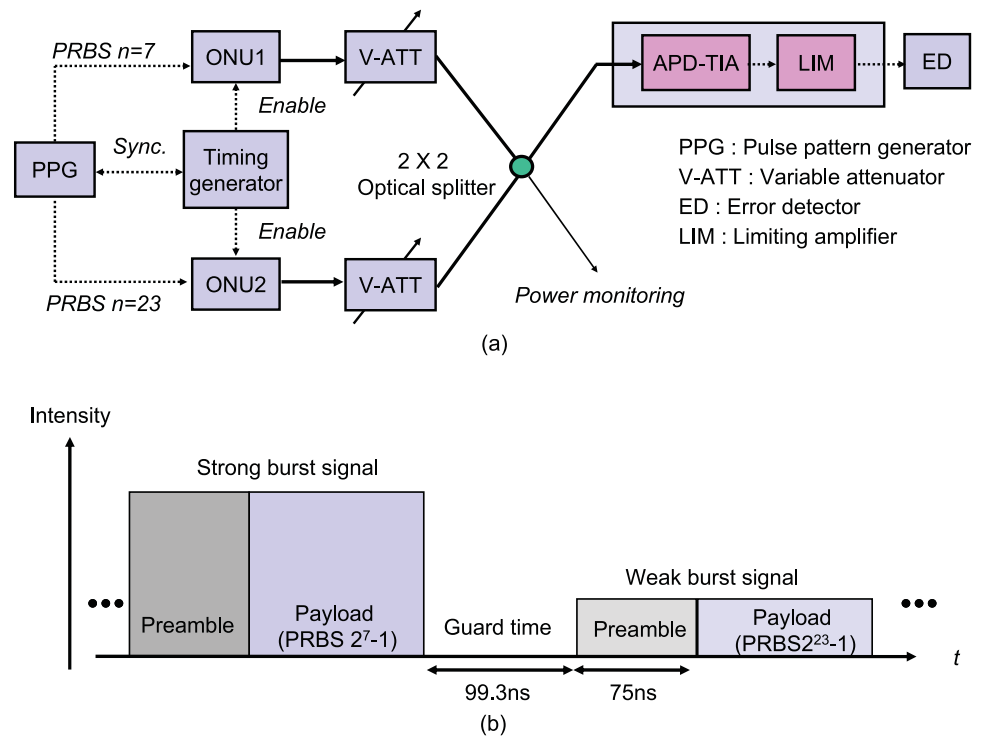 PRBS n=7
ONU1
V-ATT
APD-TIA
LIM
ED
Enable
Sync.
PPG
Timing
generator
2 X 2
Optical splitter
PPG : Pulse pattern generator
V-ATT : Variable attenuator
ED : Error detector
LIM : Limiting amplifier
Enable
ONU2
V-ATT
PRBS n=23
Power monitoring
(a)
Intensity
Strong burst signal
Weak burst signal
Preamble
Payload
(PRBS 2⁷-1)
Guard time
Preamble
Payload
(PRBS2²³-1)
t
99.3ns
75ns
(b)